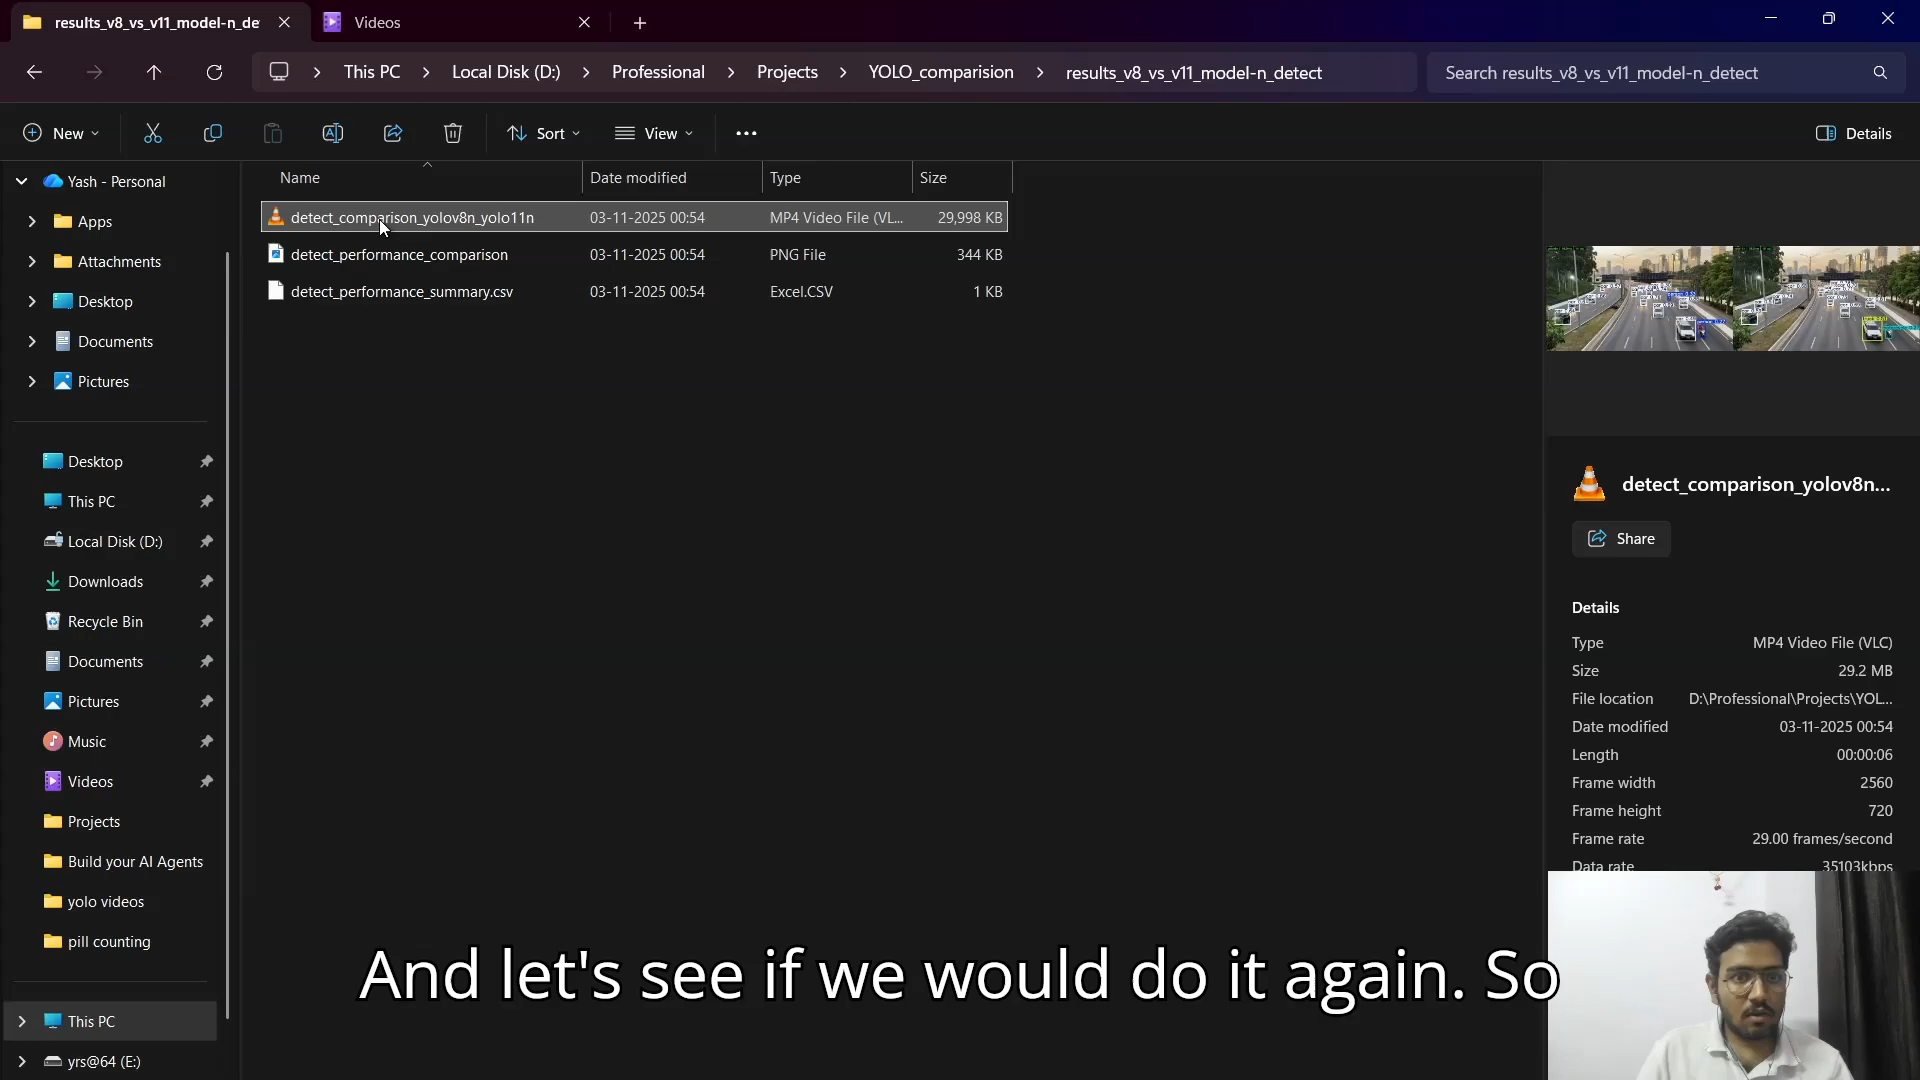 results_v8_vs_v11_model-n_de
Videos
This PC
Local Disk (D:)
Professional
Projects
YOLO_comparision
results_v8_vs_v11_model-n_detect
Search results_v8_vs_v11_model-n_detect
New
Sort
View
Details
Yash - Personal
Apps
Attachments
Desktop
Documents
Pictures
Desktop
This PC
Local Disk (D:)
Downloads
Recycle Bin
Documents
Pictures
Music
Videos
Projects
Build your AI Agents
yolo videos
pill counting
This PC
yrs@64 (E:)
Name Date modified Type Size
detect_comparison_yolov8n_yolo11n 03-11-2025 00:54 MP4 Video File (VL... 29,998 KB
detect_performance_comparison 03-11-2025 00:54 PNG File 344 KB
detect_performance_summary.csv 03-11-2025 00:54 Excel.CSV 1 KB
detect_comparison_yolov8n...
Share
Details
Type MP4 Video File (VLC)
Size 29.2 MB
File location D:\Professional\Projects\YOL...
Date modified 03-11-2025 00:54
Length 00:00:06
Frame width 2560
Frame height 720
Frame rate 29.00 frames/second
Data rate 35103kbps
And let's see if we would do it again. So